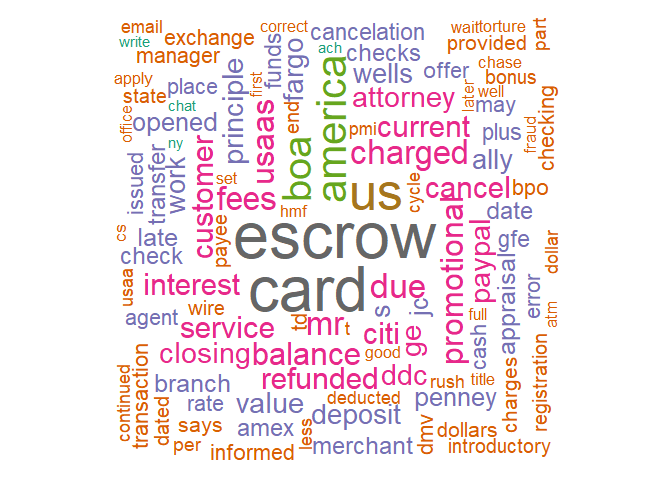 email
correct
cancelation
wait
torture
write
exchange
ach
checks
provided
part
manager
funds
fargo
america
wells
offer
chase
bonus
apply
place
first
state
chat
principle
usaas
end
boa
attorney
later
well
may
checking
office
opened
pmi
current
fraud
ny
issued
transfer
work
customer
set
fees
us
charged
plus
ally
cycle
cancel
bpo
hmf
payee
escrow
promotional
paypal
date
cs
late
check
gfe
dollar
usaa
interest
card
due
appraisal
error
wire
td
mr
t
s
jc
full
atm
agent
service
citi
ge
cash
closing
balance
good
continued
transaction
branch
refunded
ddc
rush
title
charges
registration
dated
rate
value
deducted
penney
says
amex
less
deposit
dmv
dollars
per
informed
merchant
introductory